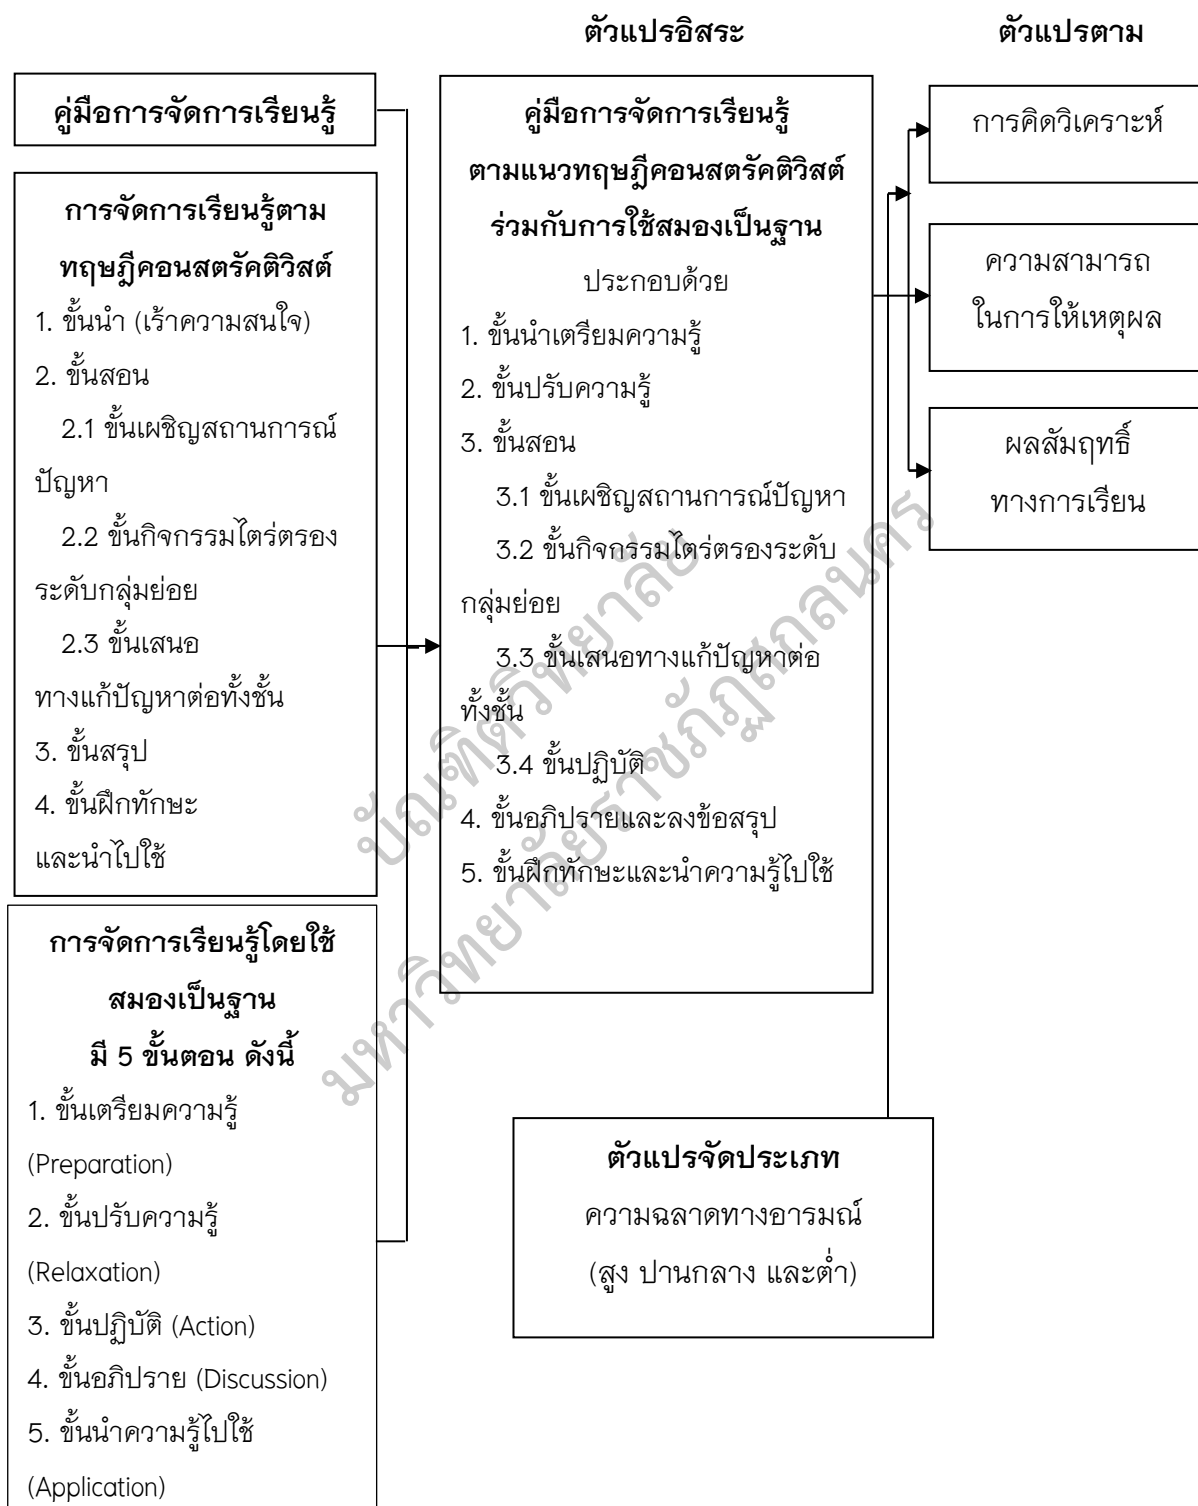 ตัวแปรอิสระ
ตัวแปรตาม
คู่มือการจัดการเรียนรู้
การจัดการเรียนรู้ตาม
ทฤษฎีคอนสตรัคติวิสต์
1. ขั้นนำ (เร้าความสนใจ)
2. ขั้นสอน
2.1 ขั้นเผชิญสถานการณ์
ปัญหา
2.2 ขั้นกิจกรรมไตร่ตรอง
ระดับกลุ่มย่อย
2.3 ขั้นเสนอ
ทางแก้ปัญหาต่อทั้งชั้น
3. ขั้นสรุป
4. ขั้นฝึกทักษะ
และนำไปใช้
การจัดการเรียนรู้โดยใช้
สมองเป็นฐาน
มี 5 ขั้นตอน ดังนี้
1. ขั้นเตรียมความรู้
(Preparation)
2. ขั้นปรับความรู้
(Relaxation)
3. ขั้นปฏิบัติ (Action)
4. ขั้นอภิปราย (Discussion)
5. ขั้นนำความรู้ไปใช้
(Application)
คู่มือการจัดการเรียนรู้
ตามแนวทฤษฎีคอนสตรัคติวิสต์
ร่วมกับการใช้สมองเป็นฐาน
ประกอบด้วย
1. ขั้นนำเตรียมความรู้
2. ขั้นปรับความรู้
3. ขั้นสอน
3.1 ขั้นเผชิญสถานการณ์ปัญหา
3.2 ขั้นกิจกรรมไตร่ตรองระดับ
กลุ่มย่อย
3.3 ขั้นเสนอทางแก้ปัญหาต่อ
ทั้งชั้น
3.4 ขั้นปฏิบัติ
4. ขั้นอภิปรายและลงข้อสรุป
5. ขั้นฝึกทักษะและนำความรู้ไปใช้
การคิดวิเคราะห์
ความสามารถ
ในการให้เหตุผล
ผลสัมฤทธิ์
ทางการเรียน
ตัวแปรจัดประเภท
ความฉลาดทางอารมณ์
(สูง ปานกลาง และต่ำ)
บัณฑิตวิทยาลัย
มหาวิทยาลัยราชภัฏสกลนคร